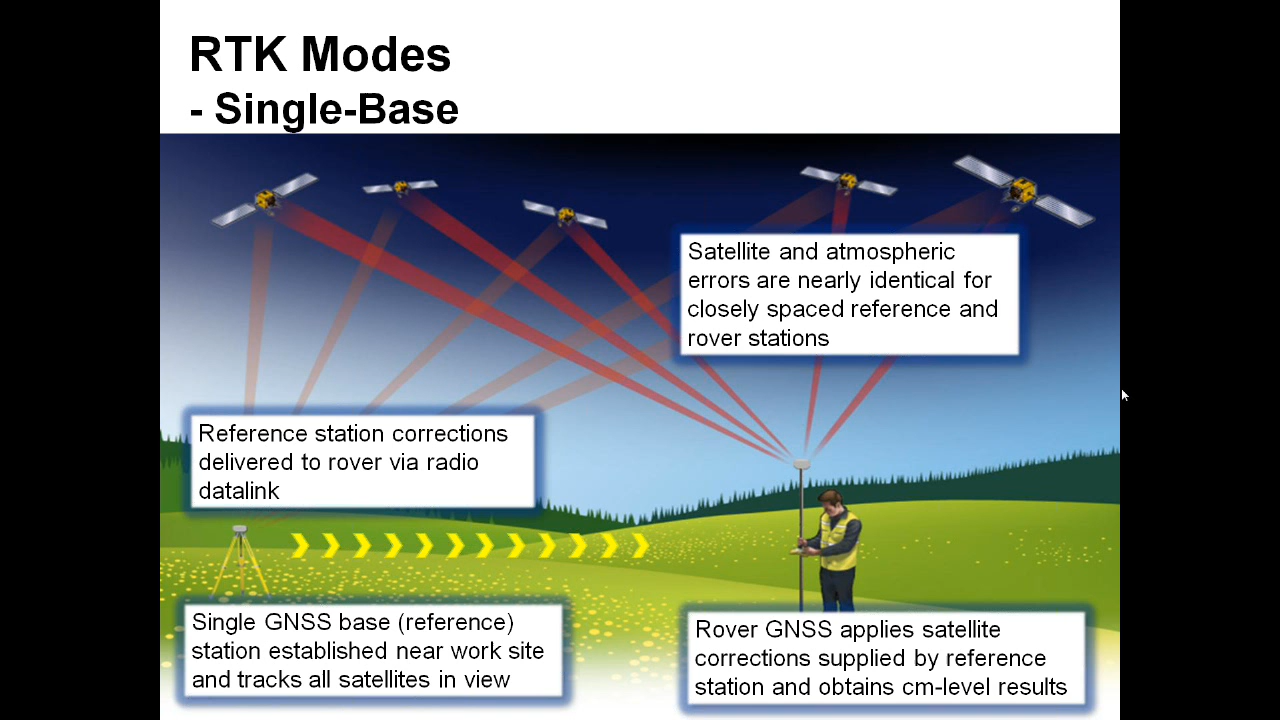 RTK Modes
- Single-Base
Satellite and atmospheric
errors are nearly identical for
closely spaced reference and
rover stations
Reference station corrections
delivered to rover via radio
datalink
Single GNSS base (reference)
station established near work site
and tracks all satellites in view
Rover GNSS applies satellite
corrections supplied by reference
station and obtains cm-level results